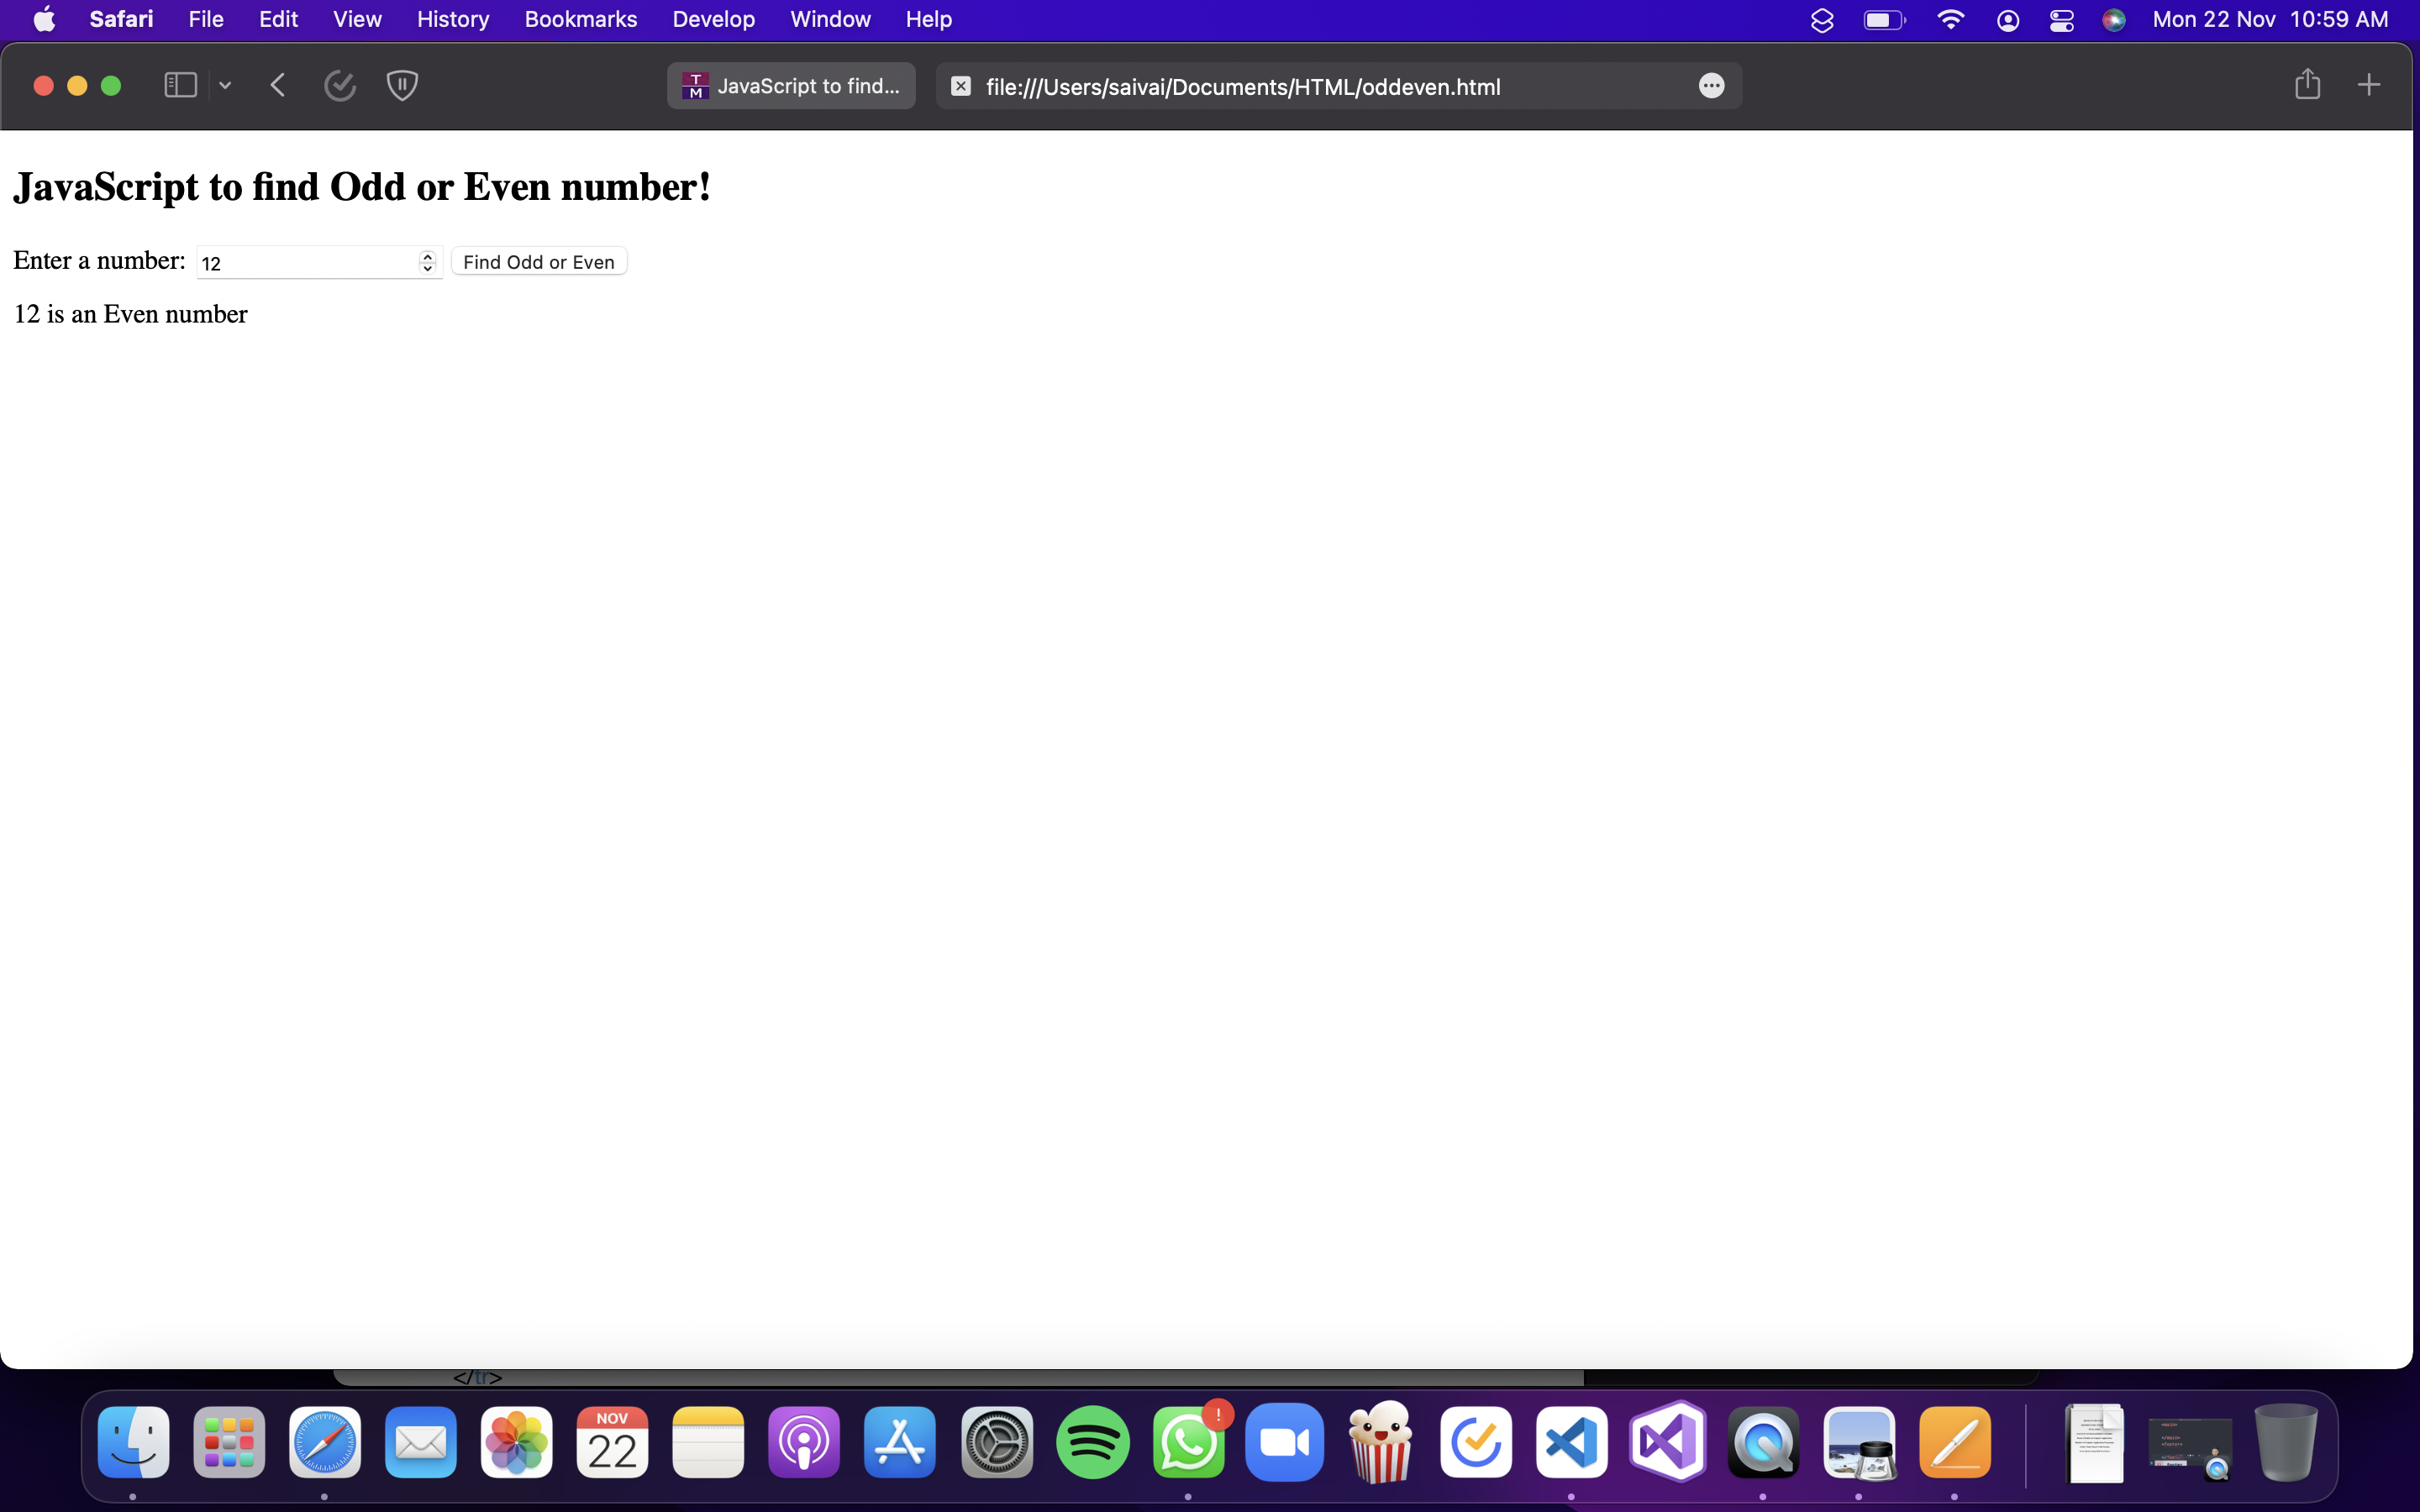 Safari File Edit View History Bookmarks Develop Window Help Mon 22 Nov 10:59 AM
T M JavaScript to find... file:///Users/saivai/Documents/HTML/oddeven.html
JavaScript to find Odd or Even number!
Enter a number: 12 Find Odd or Even
12 is an Even number
</tr>
NOV
22